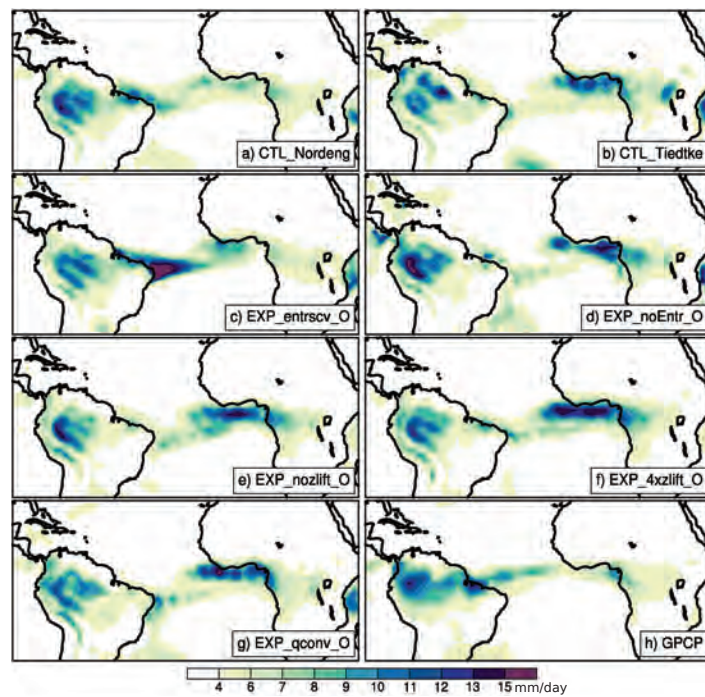 a) CTL_Nordeng
b) CTL_Tiedtke
c) EXP_entrscv_O
d) EXP_noEntr_O
e) EXP_nozlift_O
f) EXP_4xzlift_O
g) EXP_qconv_O
h) GPCP
4 6 7 8 9 10 11 12 13 15 mm/day